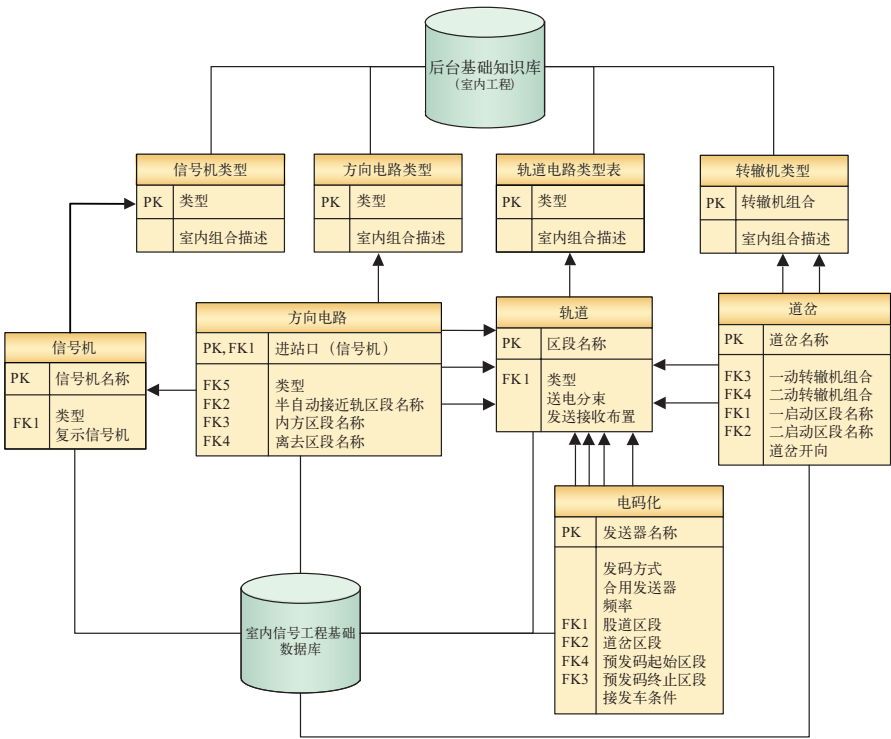 后台基础知识库
(室内工程)
信号机类型
PK 类型
室内组合描述
方向电路类型
PK 类型
室内组合描述
轨道电路类型表
PK 类型
室内组合描述
转辙机类型
PK 转辙机组合
室内组合描述
信号机
PK 信号机名称
FK1 类型
复示信号机
方向电路
PK,FK1 进站口（信号机）
FK5 类型
FK2 半自动接近轨区段名称
FK3 内方区段名称
FK4 离去区段名称
轨道
PK 区段名称
FK1 类型
送电分束
发送接收布置
道岔
PK 道岔名称
FK3 一动转辙机组合
FK4 二动转辙机组合
FK1 一启动区段名称
FK2 二启动区段名称
道岔开向
电码化
PK 发送器名称
发码方式
合用发送器
频率
FK1 股道区段
FK2 道岔区段
FK4 预发码起始区段
FK3 预发码终止区段
接发车条件
室内信号工程基础
数据库